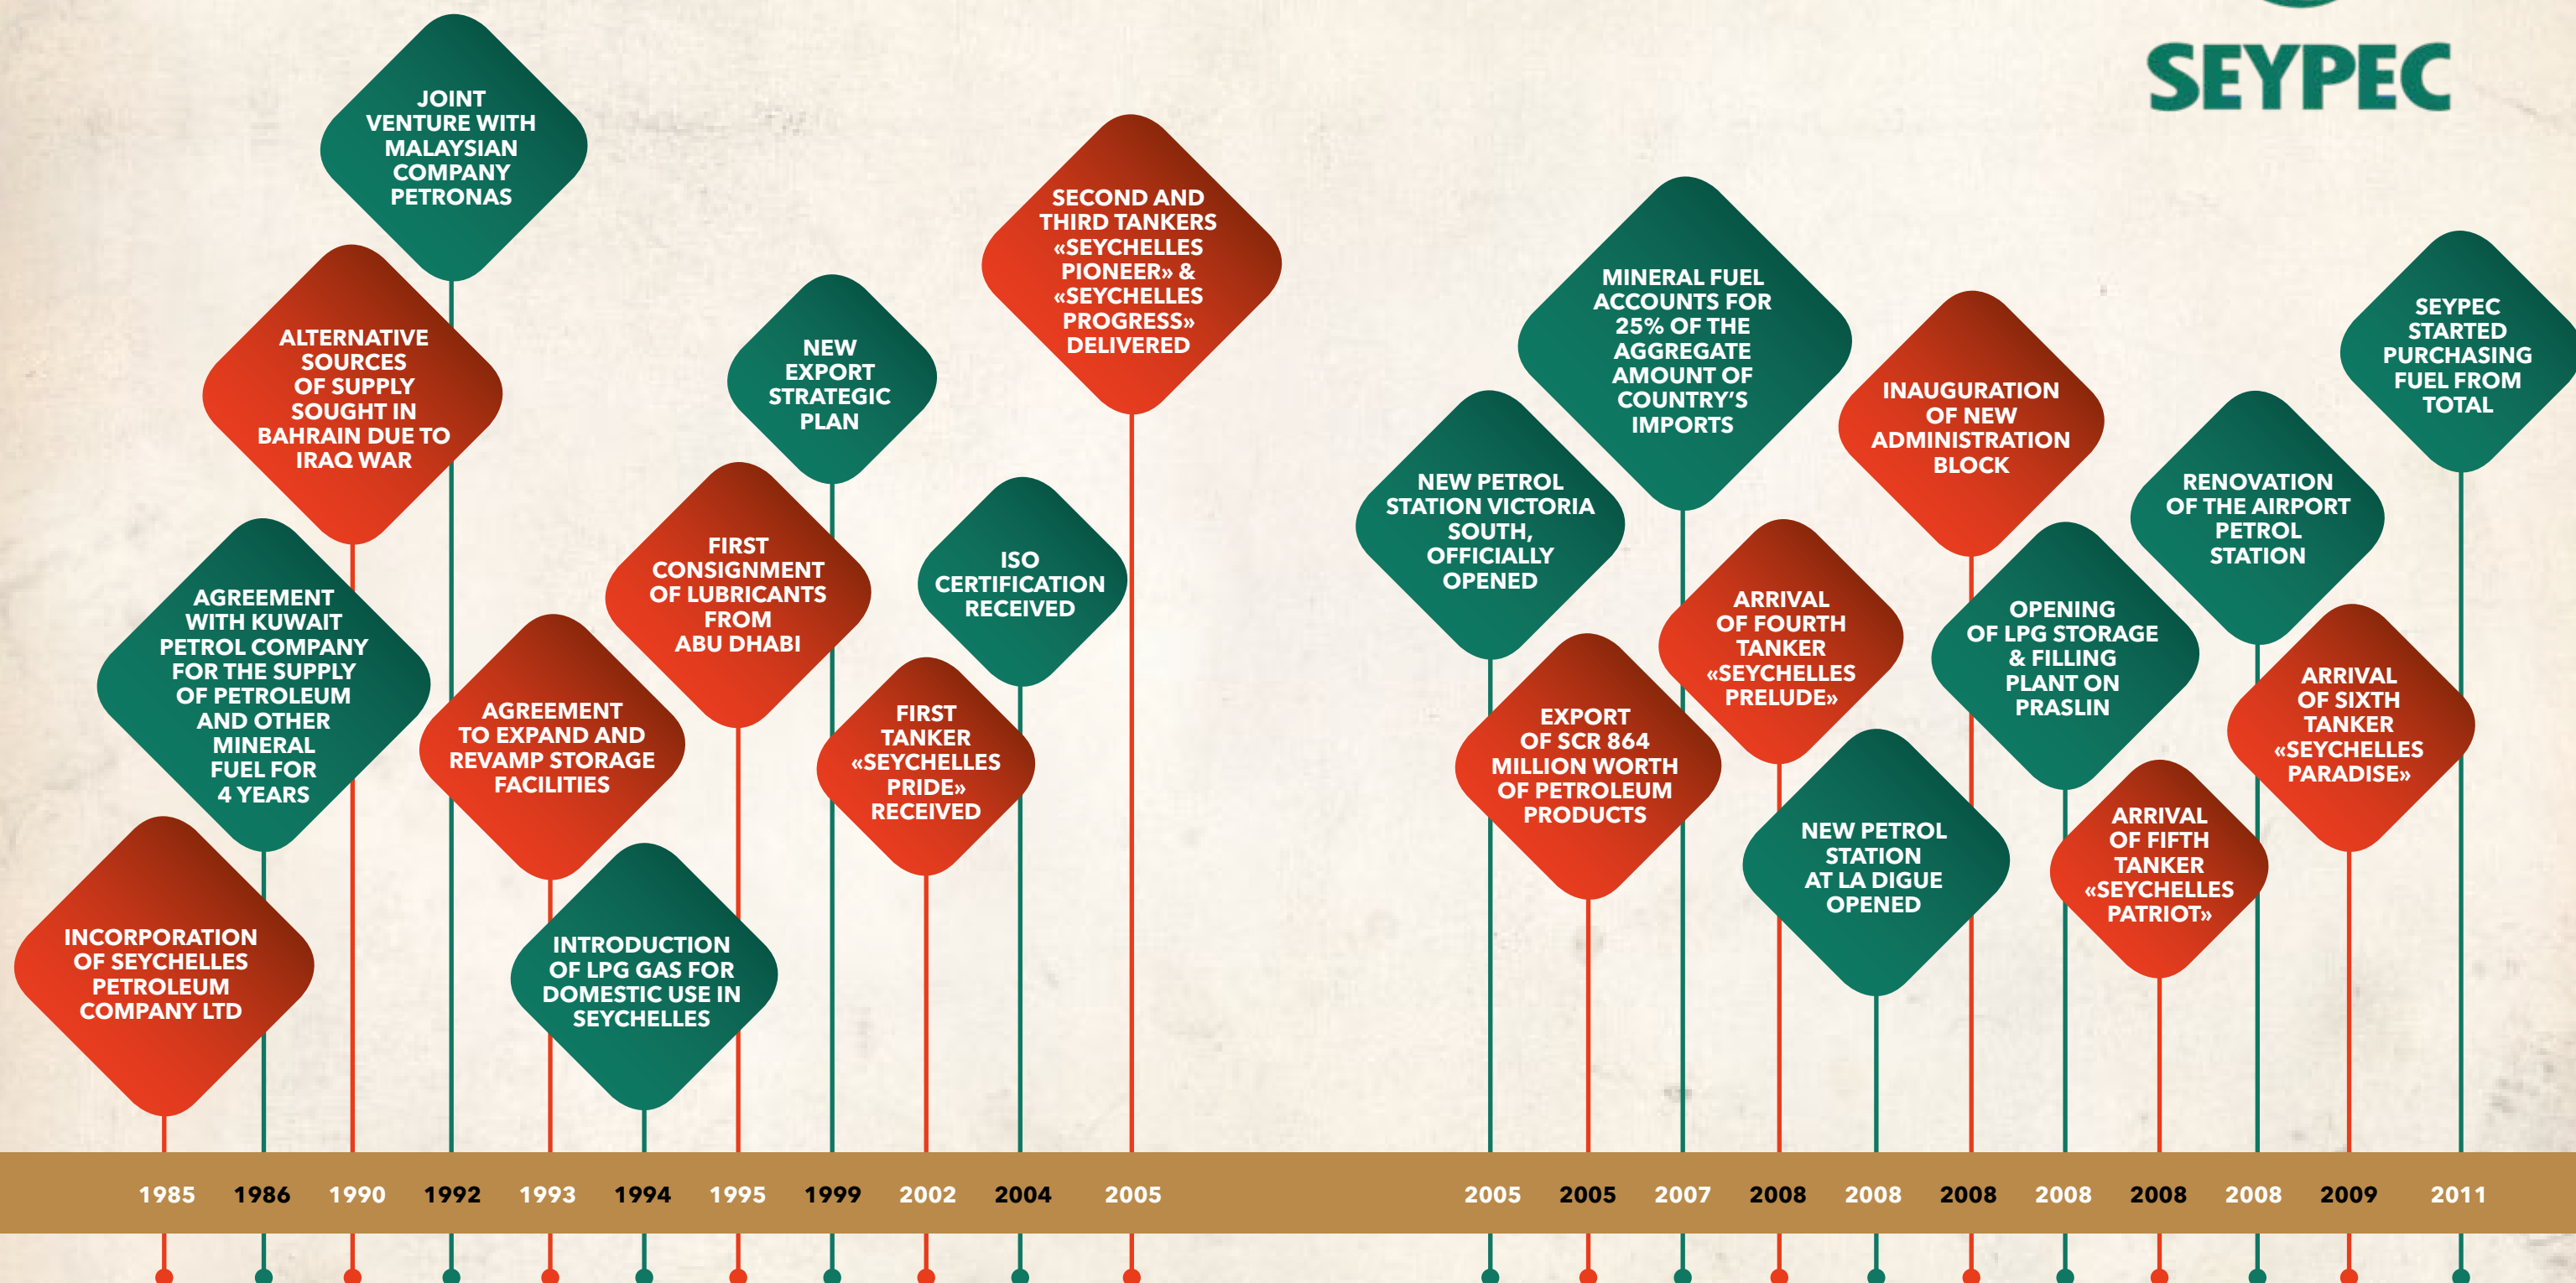 SEYPEC
JOINT
VENTURE WITH
MALAYSIAN
COMPANY
PETRONAS
ALTERNATIVE
SOURCES
OF SUPPLY
SOUGHT IN
BAHRAIN DUE TO
IRAQ WAR
AGREEMENT
WITH KUWAIT
PETROL COMPANY
FOR THE SUPPLY
OF PETROLEUM
AND OTHER
MINERAL
FUEL FOR
4 YEARS
INCORPORATION
OF SEYCHELLES
PETROLEUM
COMPANY LTD
AGREEMENT
TO EXPAND AND
REVAMP STORAGE
FACILITIES
INTRODUCTION
OF LPG GAS FOR
DOMESTIC USE IN
SEYCHELLES
FIRST
CONSIGNMENT
OF LUBRICANTS
FROM
ABU DHABI
NEW
EXPORT
STRATEGIC
PLAN
FIRST
TANKER
«SEYCHELLES
PRIDE»
RECEIVED
ISO
CERTIFICATION
RECEIVED
SECOND AND
THIRD TANKERS
«SEYCHELLES
PIONEER» &
«SEYCHELLES
PROGRESS»
DELIVERED
NEW PETROL
STATION VICTORIA
SOUTH,
OFFICIALLY
OPENED
EXPORT
OF SCR 864
MILLION WORTH
OF PETROLEUM
PRODUCTS
MINERAL FUEL
ACCOUNTS FOR
25% OF THE
AGGREGATE
AMOUNT OF
COUNTRY'S
IMPORTS
ARRIVAL
OF FOURTH
TANKER
«SEYCHELLES
PRELUDE»
NEW PETROL
STATION
AT LA DIGUE
OPENED
INAUGURATION
OF NEW
ADMINISTRATION
BLOCK
OPENING
OF LPG STORAGE
& FILLING
PLANT ON
PRASLIN
ARRIVAL
OF FIFTH
TANKER
«SEYCHELLES
PATRIOT»
RENOVATION
OF THE AIRPORT
PETROL
STATION
ARRIVAL
OF SIXTH
TANKER
«SEYCHELLES
PARADISE»
SEYPEC
STARTED
PURCHASING
FUEL FROM
TOTAL
1985 1986 1990 1992 1993 1994 1995 1999 2002 2004 2005 2005 2005 2007 2008 2008 2008 2008 2008 2008 2009 2011